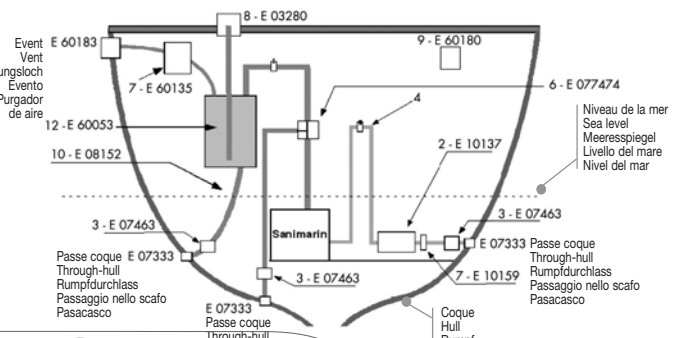 8 - E 03280
Event
Vent
ungsloch
Evento
Purgador
de aire
E 60183
7 - E 60135
9 - E 60180
6 - E 077474
4
12 - E 60053
2 - E 10137
10 - E 08152
Niveau de la mer
Sea level
Meeresspiegel
Livello del mare
Nivel del mar
3 - E 07463
3 - E 07463
Sanimarin
E 07333
Passe coque
Through-hull
Rumpfdurchlass
Passaggio nello scafo
Pasacasco
E 07333
Passe coque
Through-hull
Rumpfdurchlass
Passaggio nello scafo
Pasacasco
3 - E 07463
7 - E 10159
E 07333
Passe coque
Through-hull
Coque
Hull
Rumpf